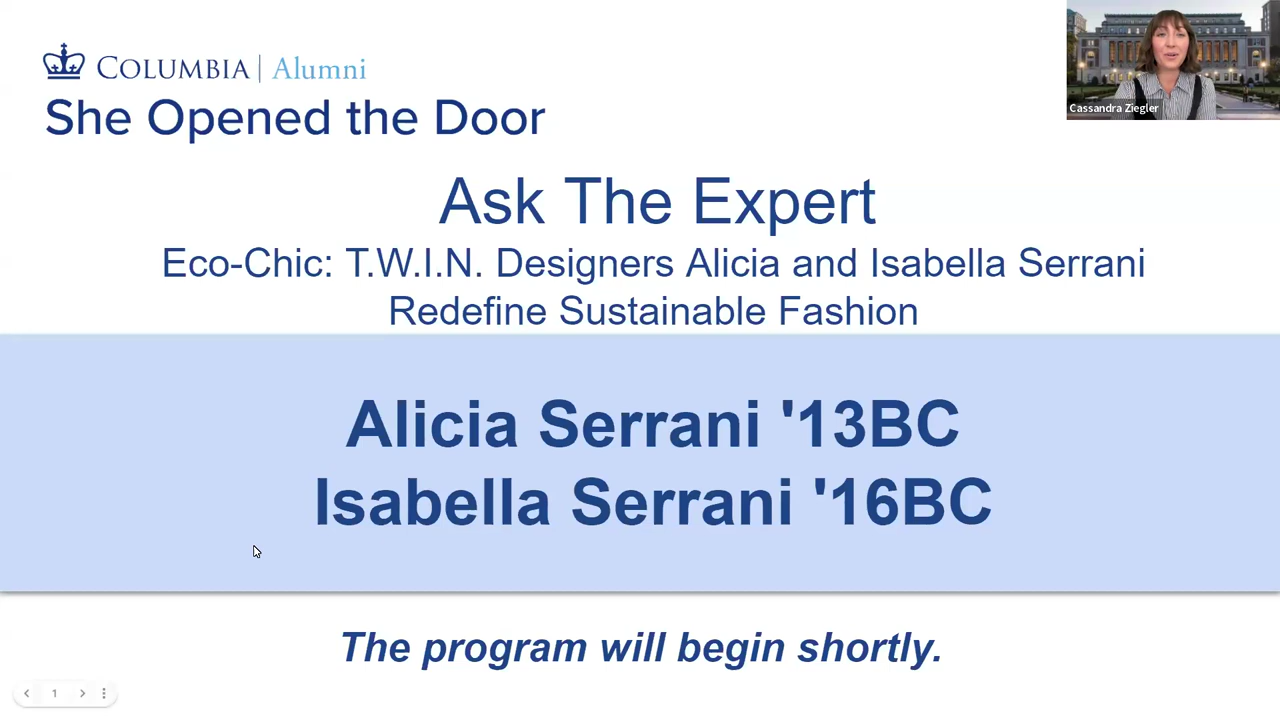 COLUMBIA | Alumni
She Opened the Door
Cassandra Ziegler
Ask The Expert
Eco-Chic: T.W.I.N. Designers Alicia and Isabella Serrani
Redefine Sustainable Fashion
Alicia Serrani '13BC
Isabella Serrani '16BC
The program will begin shortly.
1